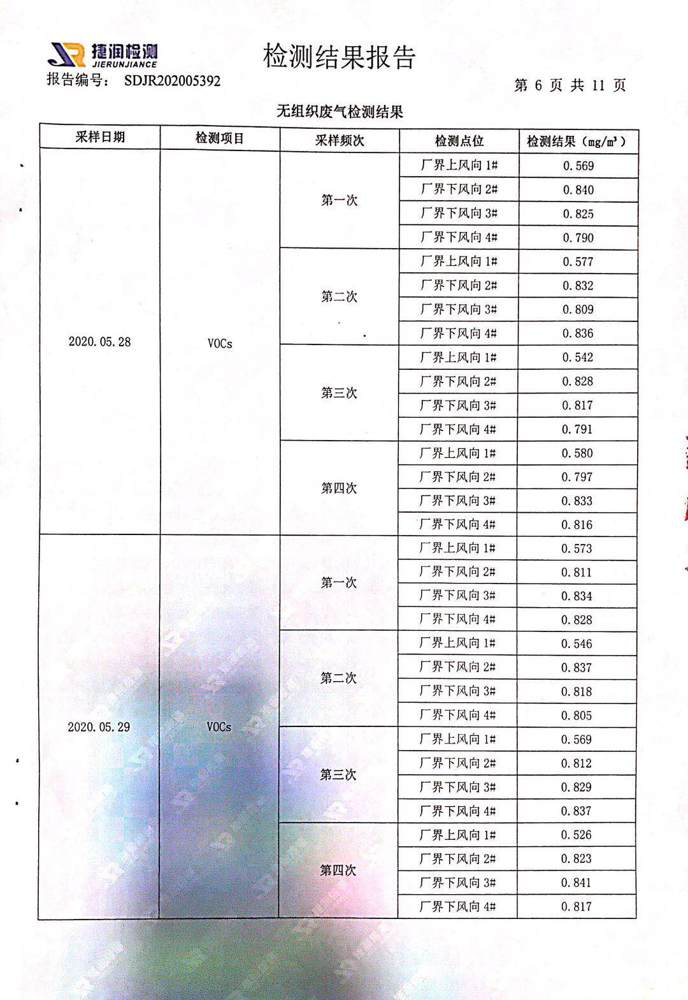 捷润检测
JIERUNJIANCE
检测结果报告
报告编号： SDJR202005392
第 6 页 共 11 页
无组织废气检测结果
采样日期 检测项目 采样频次 检测点位 检测结果（mg/m³）
2020.05.28 VOCs 第一次 厂界上风向 1# 0.569
厂界下风向 2# 0.840
厂界下风向 3# 0.825
厂界下风向 4# 0.790
第二次 厂界上风向 1# 0.577
厂界下风向 2# 0.832
厂界下风向 3# 0.809
厂界下风向 4# 0.836
第三次 厂界上风向 1# 0.542
厂界下风向 2# 0.828
厂界下风向 3# 0.817
厂界下风向 4# 0.791
第四次 厂界上风向 1# 0.580
厂界下风向 2# 0.797
厂界下风向 3# 0.833
厂界下风向 4# 0.816
2020.05.29 VOCs 第一次 厂界上风向 1# 0.573
厂界下风向 2# 0.811
厂界下风向 3# 0.834
厂界下风向 4# 0.828
第二次 厂界上风向 1# 0.546
厂界下风向 2# 0.837
厂界下风向 3# 0.818
厂界下风向 4# 0.805
第三次 厂界上风向 1# 0.569
厂界下风向 2# 0.812
厂界下风向 3# 0.829
厂界下风向 4# 0.837
第四次 厂界上风向 1# 0.526
厂界下风向 2# 0.823
厂界下风向 3# 0.841
厂界下风向 4# 0.817